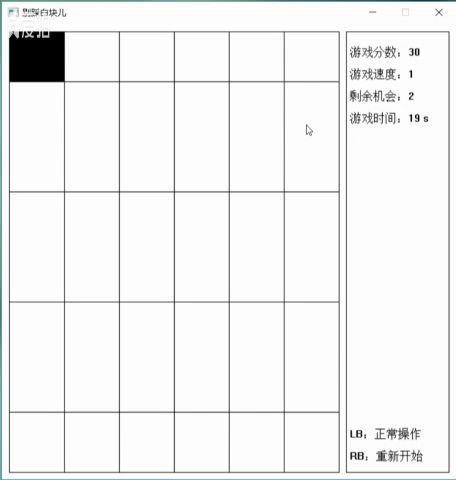 别踩白块儿
游戏分数：30
游戏速度：1
剩余机会：2
游戏时间：19 s
LB：正常操作
RB：重新开始